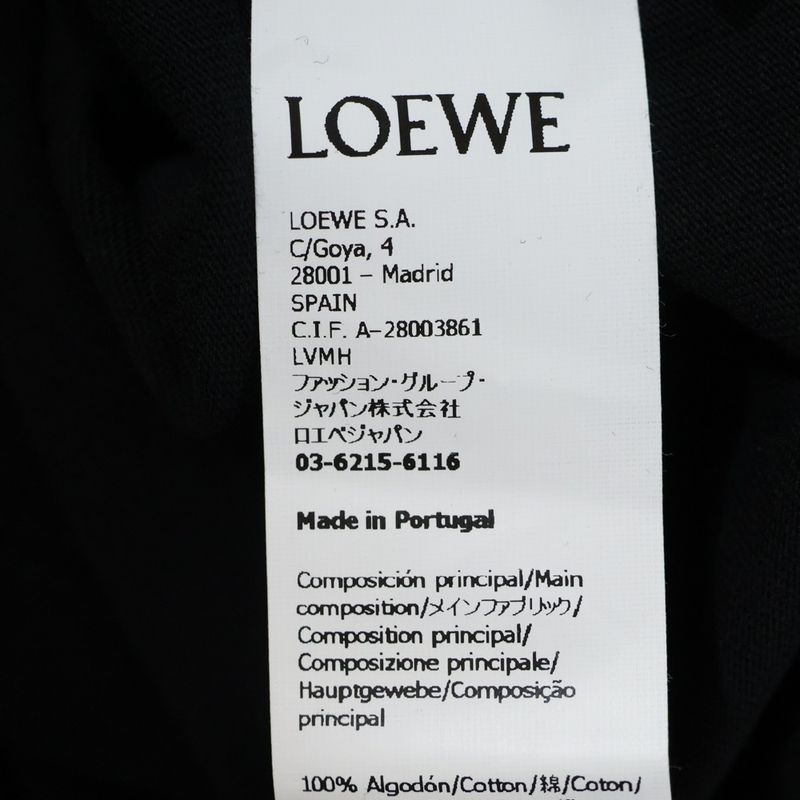 LOEWE
LOEWE S.A.
C/Goya, 4
28001 – Madrid
SPAIN
C.I.F. A-28003861
LVMH
ファッション・グループ・
ジャパン株式会社
ロエベジャパン
03-6215-6116
Made in Portugal
Composición principal/Main
composition/メインファブリック/
Composition principal/
Composizione principale/
Hauptgewebe/Composição
principal
100% Algodón/Cotton/綿/Coton/